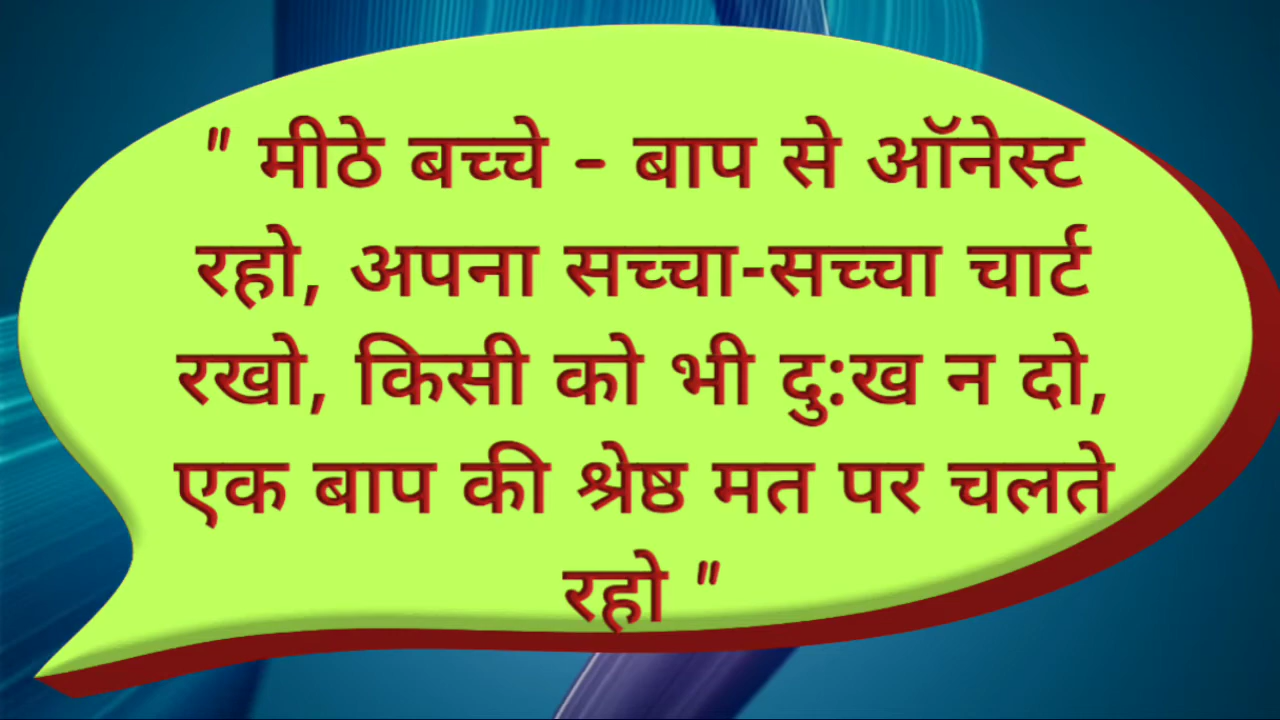 " मीठे बच्चे - बाप से ऑनेस्ट
रहो, अपना सच्चा-सच्चा चार्ट
रखो, किसी को भी दु:ख न दो,
एक बाप की श्रेष्ठ मत पर चलते
रहो "